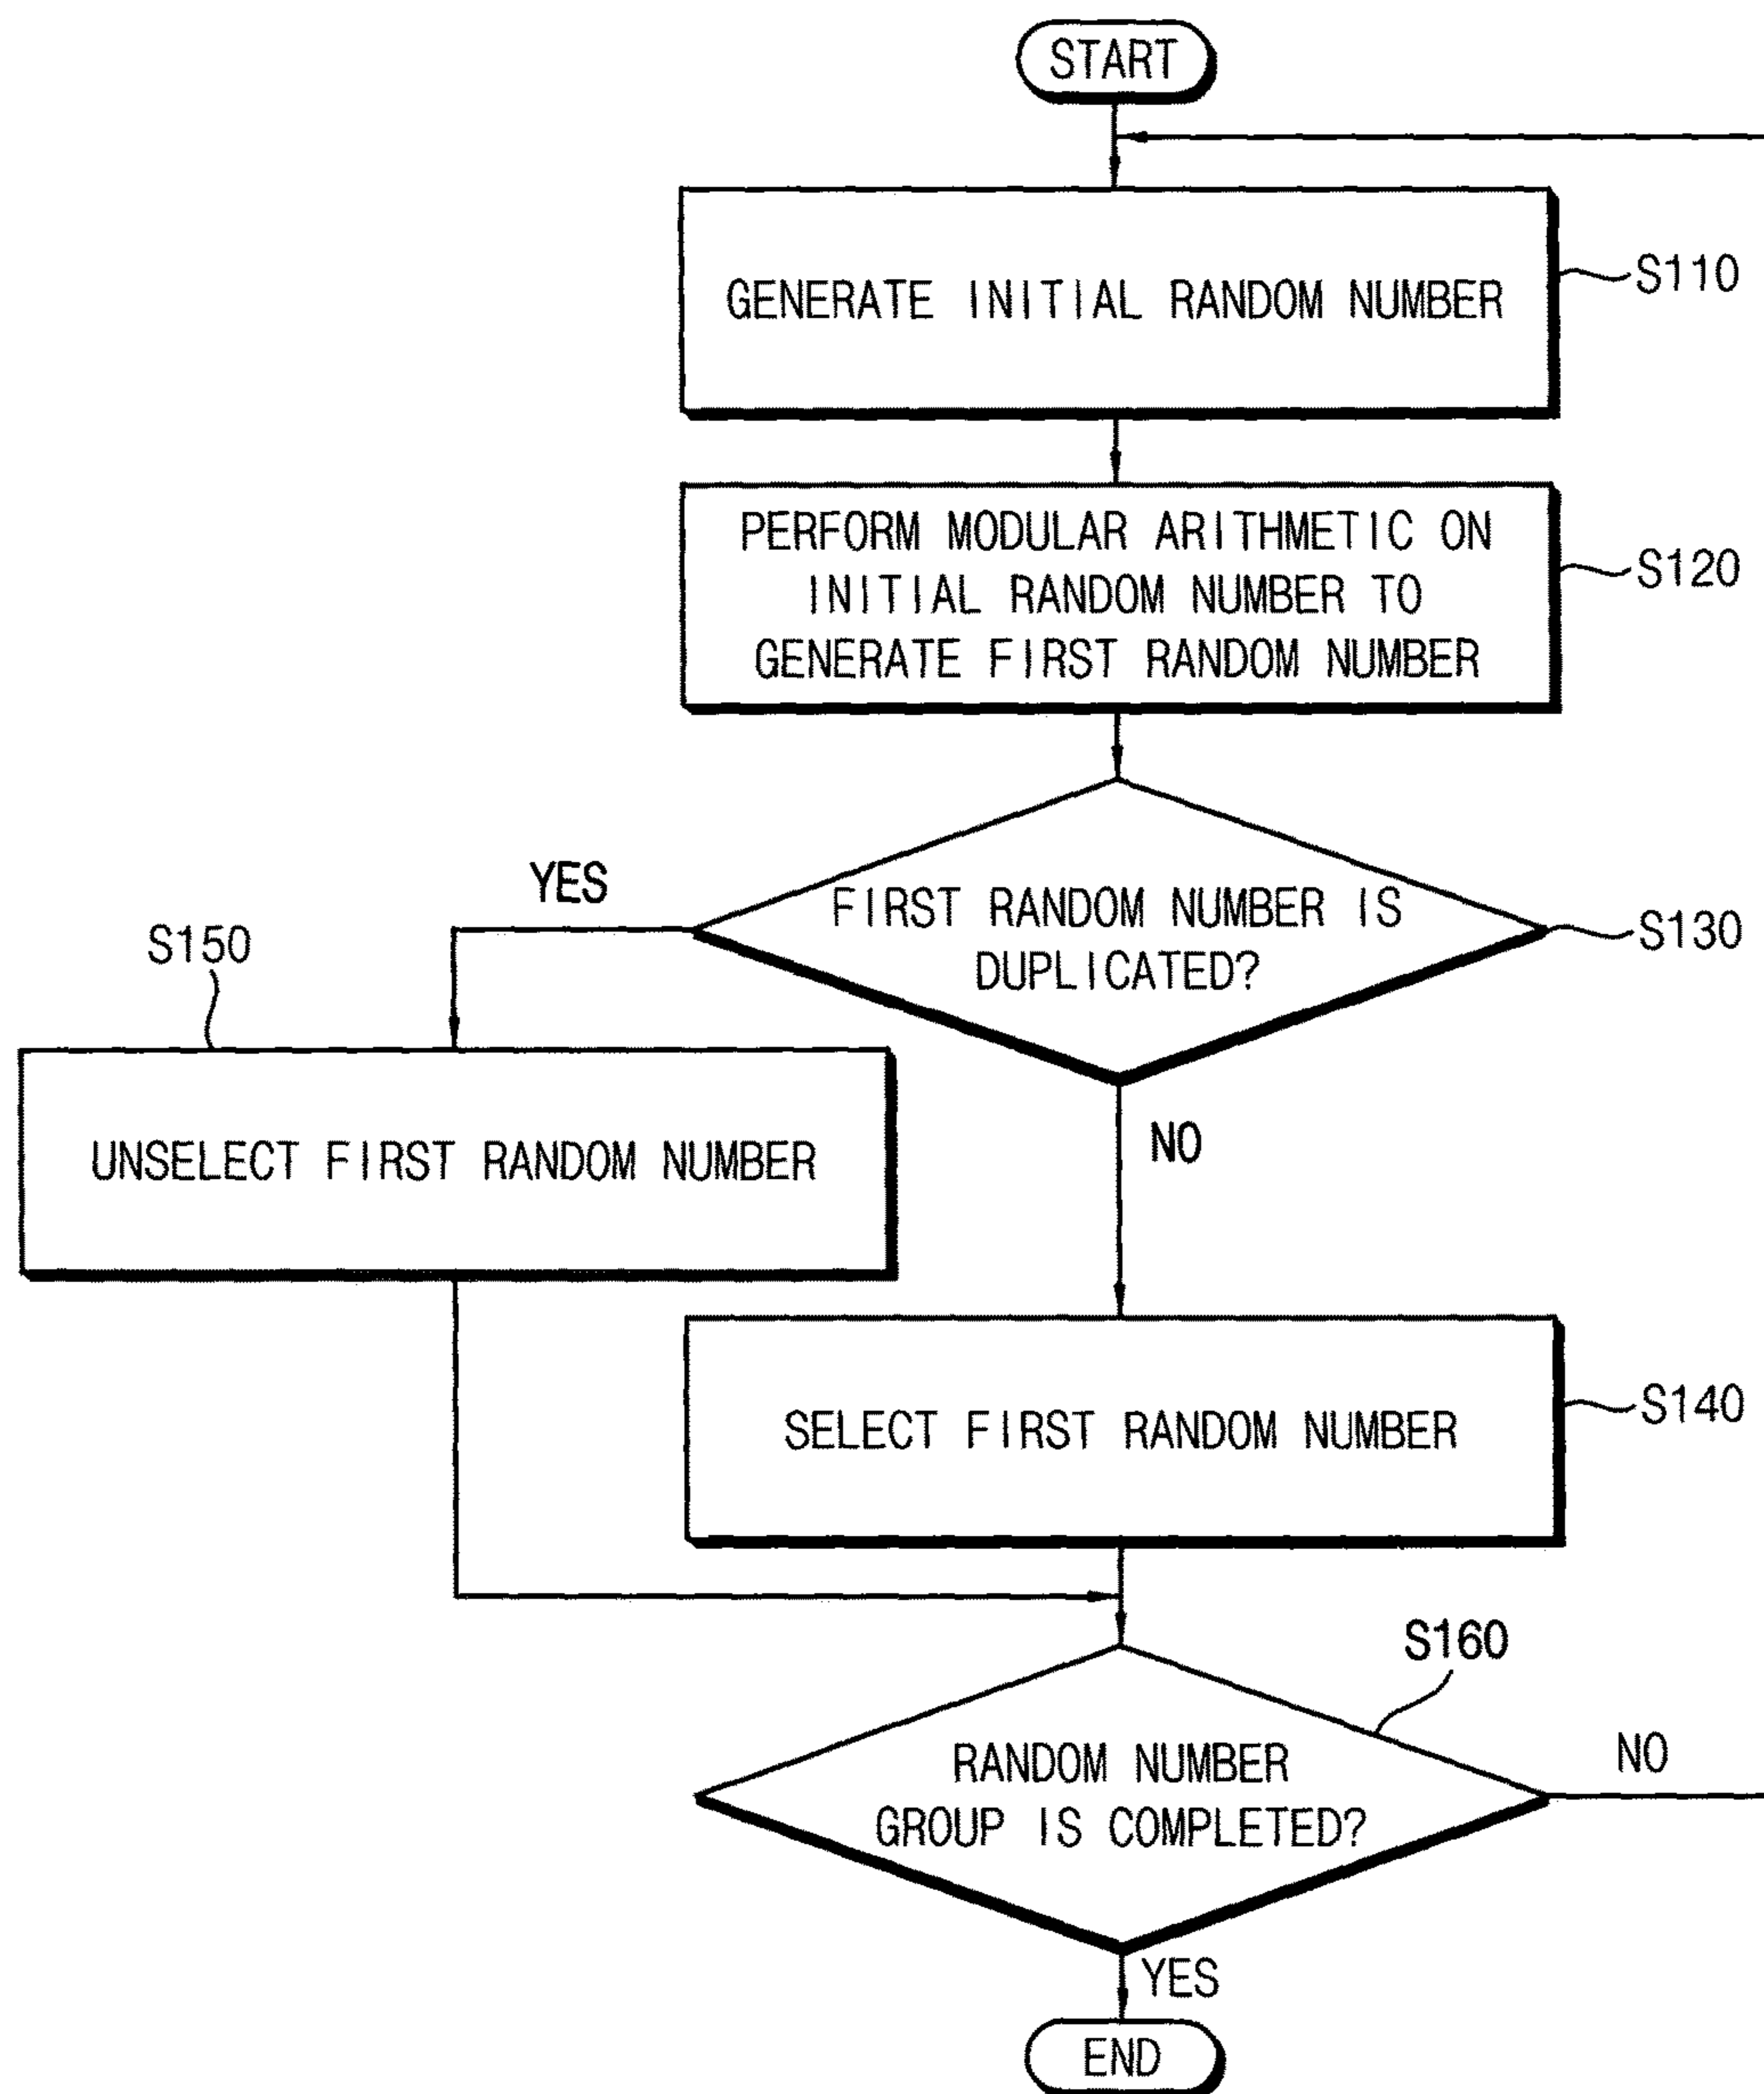 START
GENERATE INITIAL RANDOM NUMBER
S110
PERFORM MODULAR ARITHMETIC ON
INITIAL RANDOM NUMBER TO
GENERATE FIRST RANDOM NUMBER
S120
YES
FIRST RANDOM NUMBER IS
DUPLICATED?
S130
S150
UNSELECT FIRST RANDOM NUMBER
NO
SELECT FIRST RANDOM NUMBER
S140
S160
RANDOM NUMBER
GROUP IS COMPLETED?
NO
YES
END